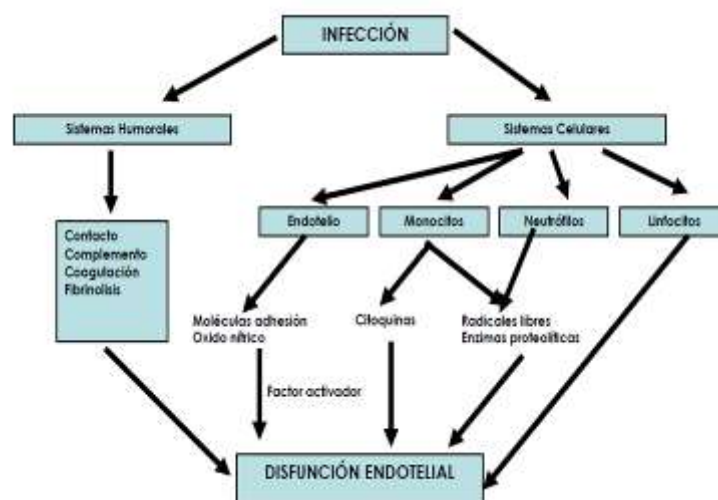 INFECCIÓN
Sistemas Humorales
Sistemas Celulares
Endotelio
Monocitos
Neutrófilos
Linfocitos
Contacto
Complemento
Coagulación
Fibrinolisis
Moléculas adhesión
Oxido nítrico
Citoquinas
Radicales libres
Enzimas proteolíticas
Factor activador
DISFUNCIÓN ENDOTELIAL